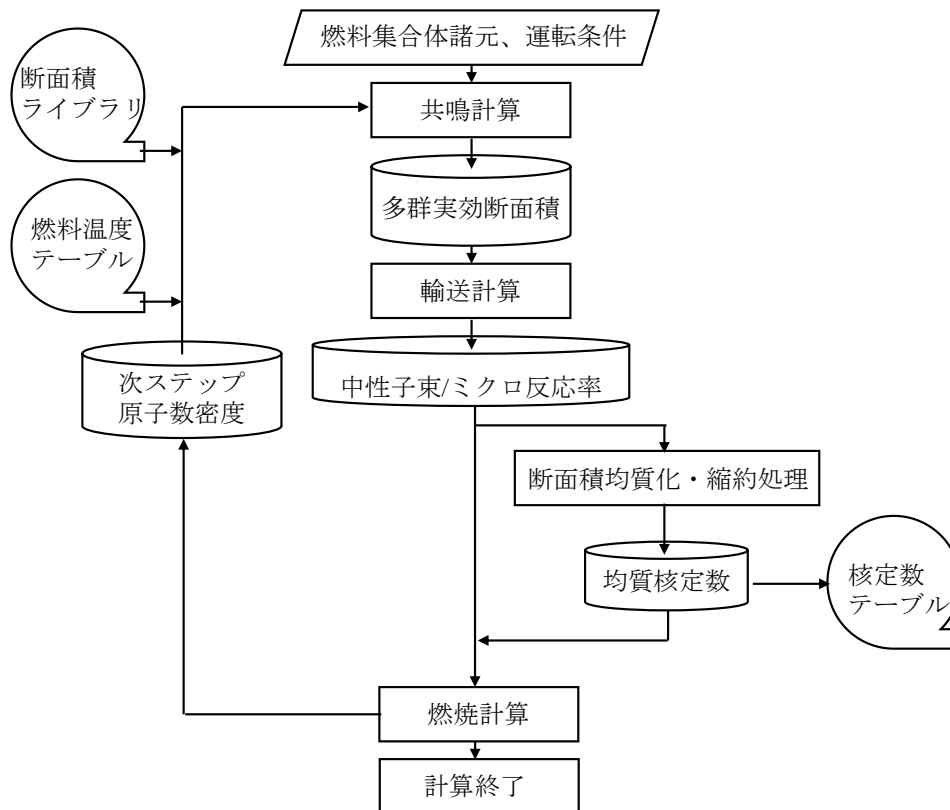 燃料集合体諸元、運転条件
断面積
ライブラリ
共鳴計算
多群実効断面積
燃料温度
テーブル
輸送計算
中性子束/ミクロ反応率
次ステップ
原子数密度
断面積均質化・縮約処理
均質核定数
核定数
テーブル
燃焼計算
計算終了